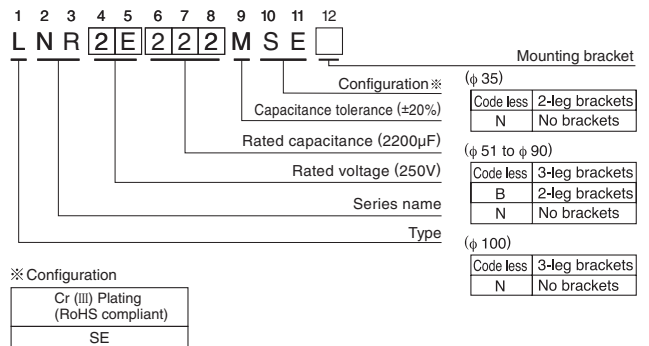 1 2 3 4 5 6 7 8 9 10 11 12
L N R 2 E 2 2 2 M S E
Mounting bracket
Configuration※
Capacitance tolerance (±20%)
Rated capacitance (2200µF)
Rated voltage (250V)
Series name
Type
(ϕ 35)
Code less 2-leg brackets
N No brackets
(ϕ 51 to ϕ 90)
Code less 3-leg brackets
B 2-leg brackets
N No brackets
(ϕ 100)
Code less 3-leg brackets
N No brackets
※Configuration
Cr (Ⅲ) Plating
(RoHS compliant)
SE